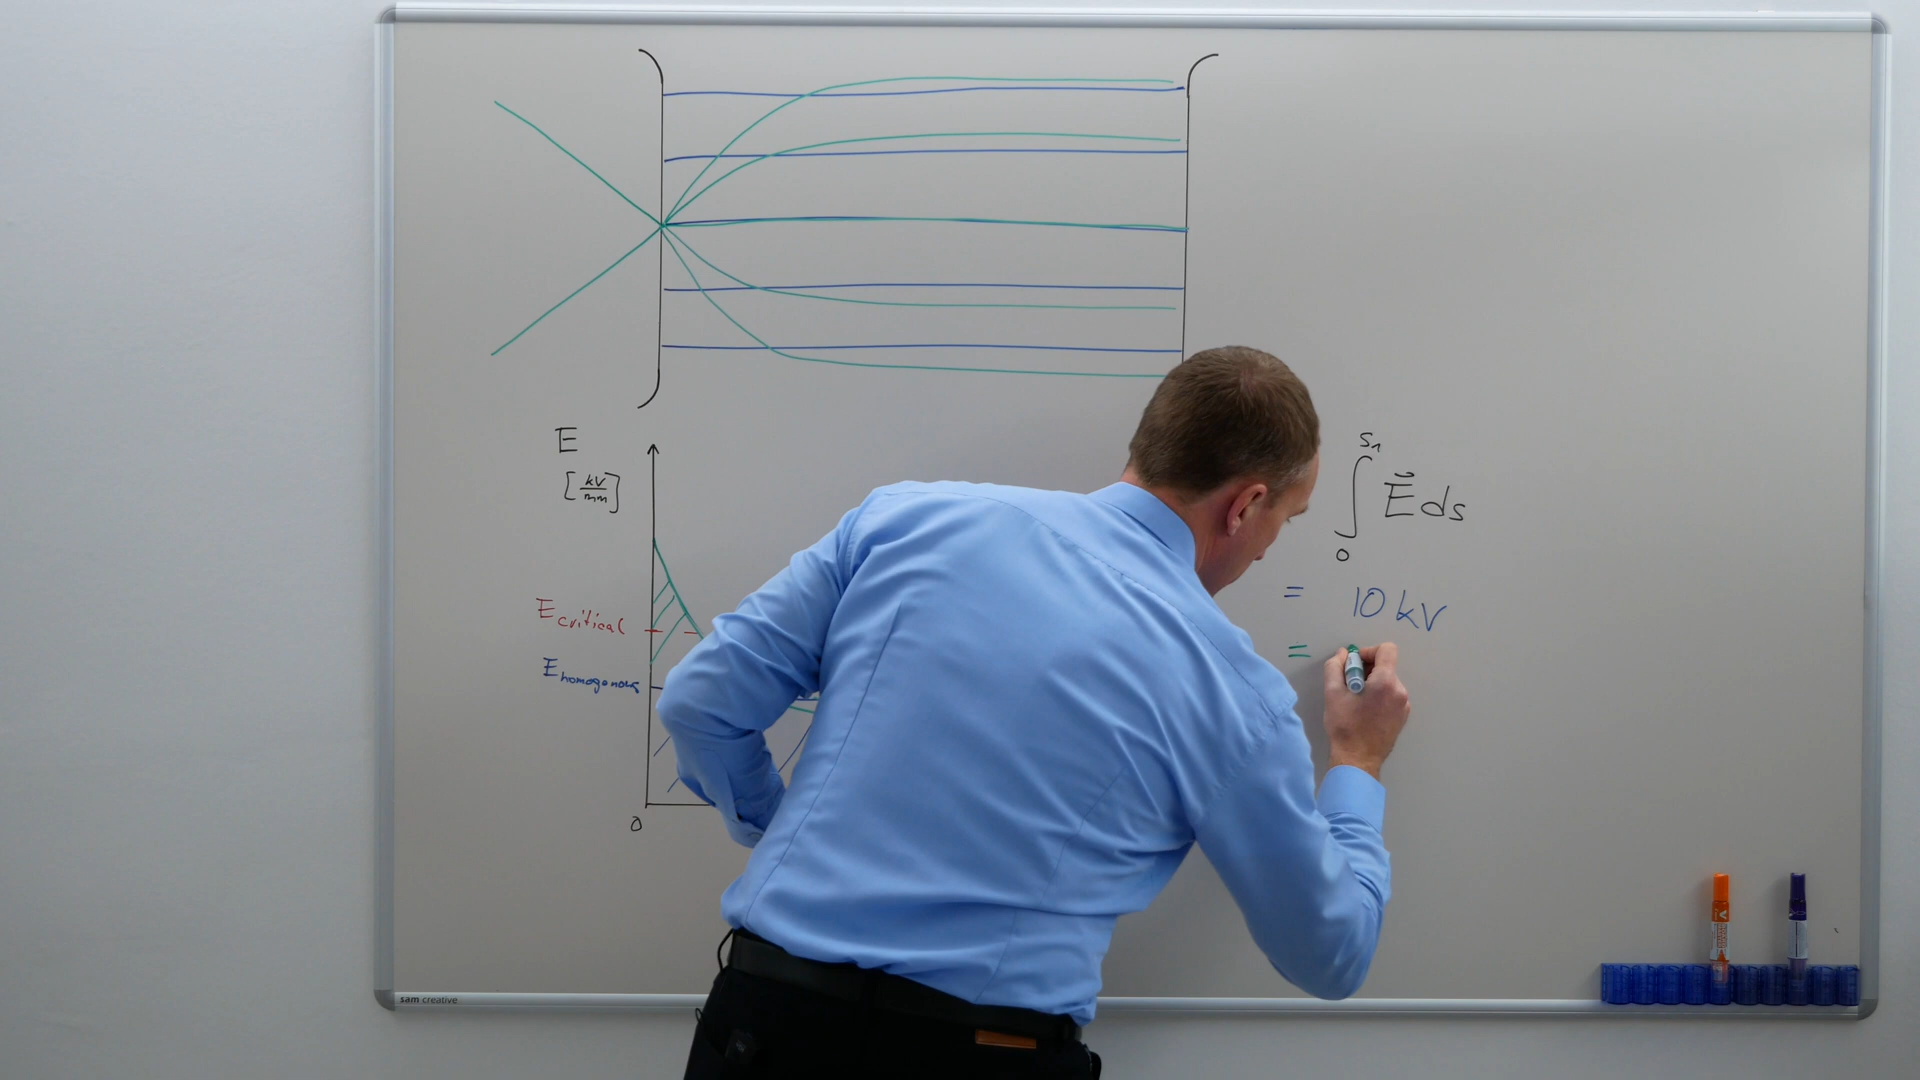 E
[kV/mm]
E critical
E homogenous
0
s₁
∫ E⃗ ds
0
= 10 kV
=
sam creative